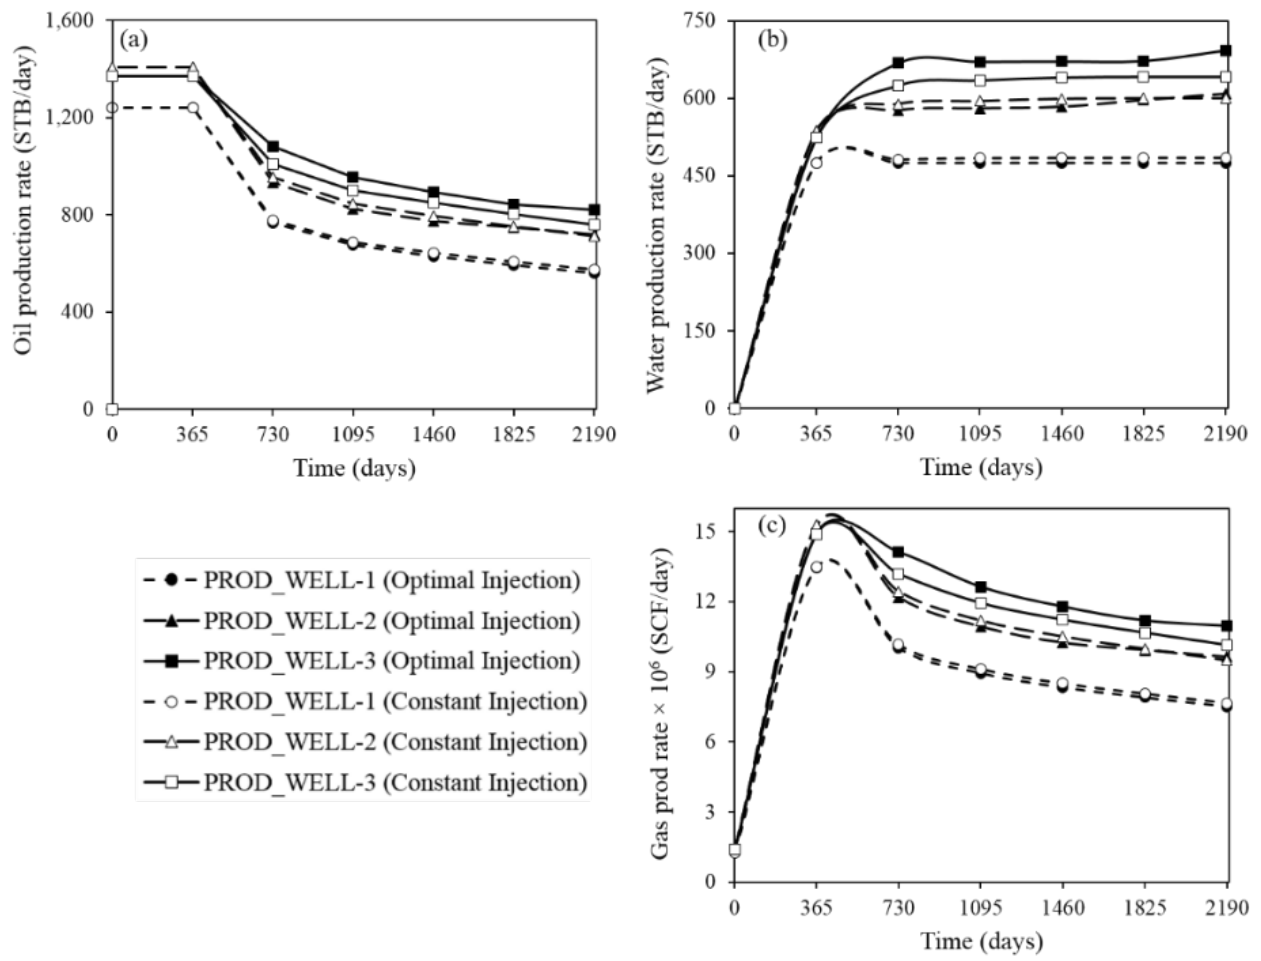 (a)
Oil production rate (STB/day)
1,600
1,200
800
400
0
0 365 730 1095 1460 1825 2190
Time (days)
(b)
Water production rate (STB/day)
750
600
450
300
150
0
0 365 730 1095 1460 1825 2190
Time (days)
PROD_WELL-1 (Optimal Injection)
PROD_WELL-2 (Optimal Injection)
PROD_WELL-3 (Optimal Injection)
PROD_WELL-1 (Constant Injection)
PROD_WELL-2 (Constant Injection)
PROD_WELL-3 (Constant Injection)
(c)
Gas prod rate × 10⁶ (SCF/day)
15
12
9
6
3
0
0 365 730 1095 1460 1825 2190
Time (days)